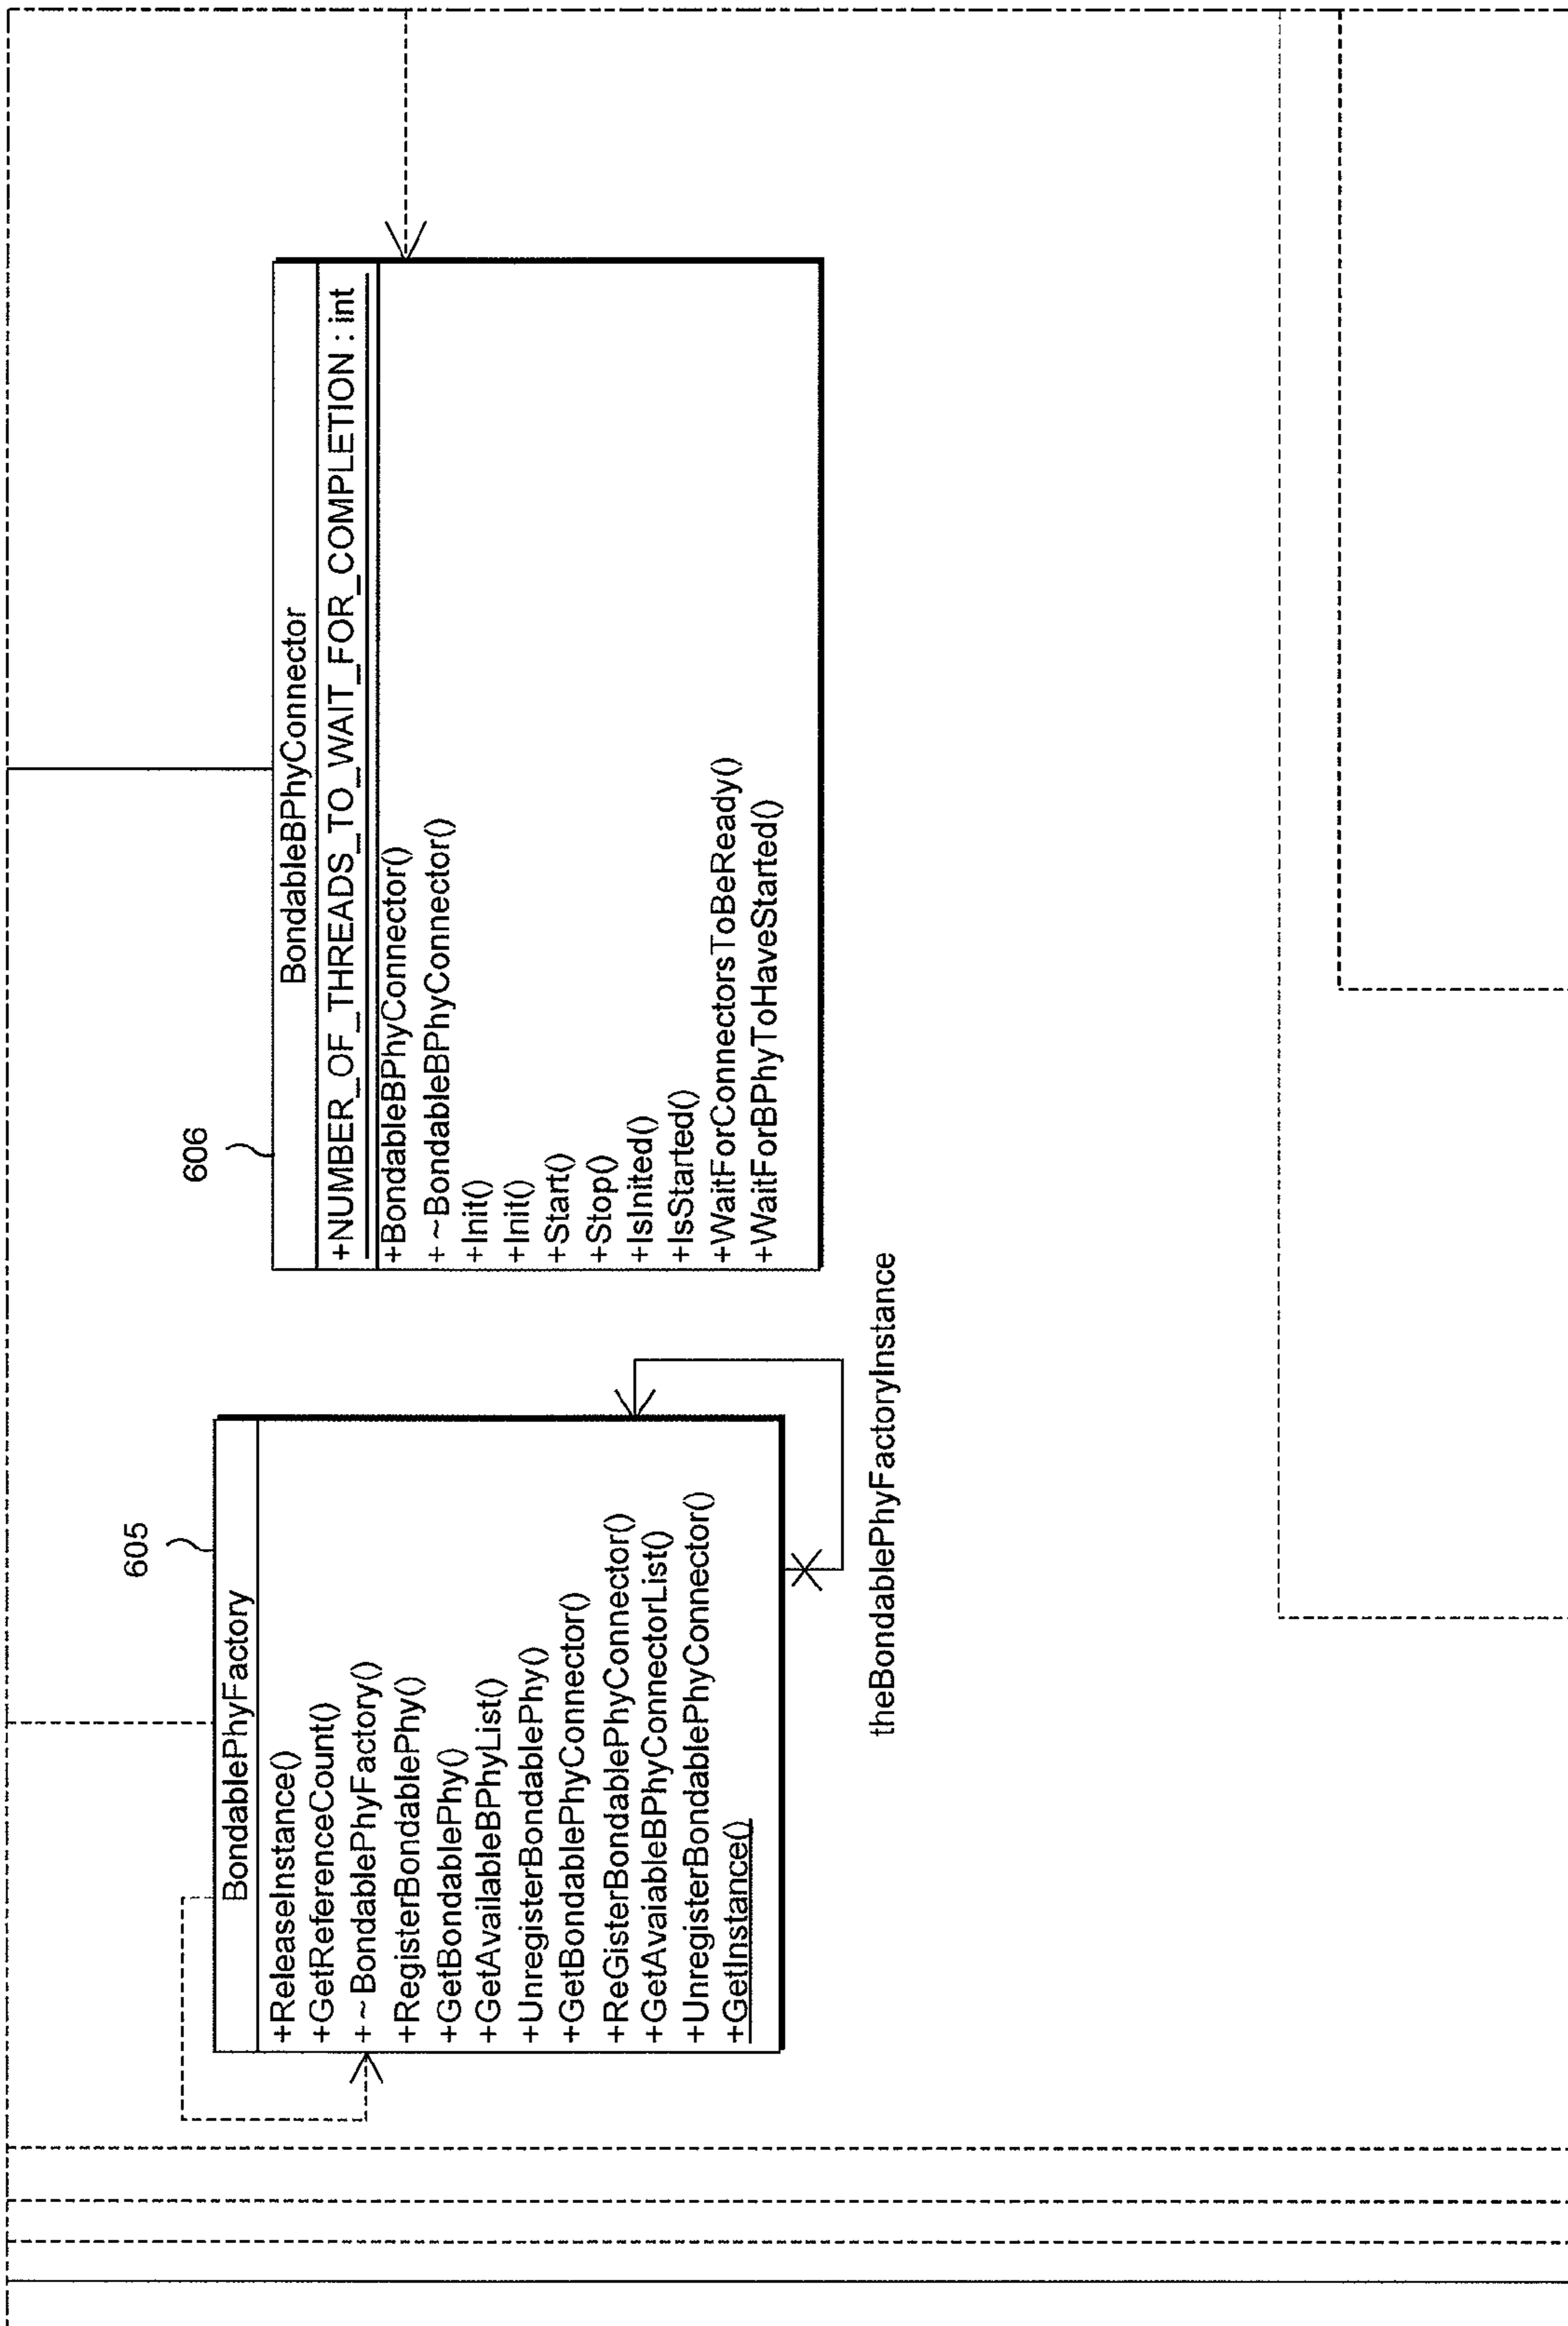 605
BondablePhyFactory
+ReleaseInstance()
+GetReferenceCount()
+~BondablePhyFactory()
+RegisterBondablePhy()
+GetBondablePhy()
+GetAvailableBPhyList()
+UnregisterBondablePhy()
+GetBondablePhyConnector()
+ReGisterBondablePhyConnector()
+GetAvaiableBPhyConnectorList()
+UnregisterBondablePhyConnector()
+GetInstance()
theBondablePhyFactoryInstance
606
BondableBPhyConnector
+NUMBER_OF_THREADS_TO_WAIT_FOR_COMPLETION : int
+BondableBPhyConnector()
+~BondableBPhyConnector()
+Init()
+Init()
+Start()
+Stop()
+IsInited()
+IsStarted()
+WaitForConnectorsToBeReady()
+WaitForBPhyToHaveStarted()